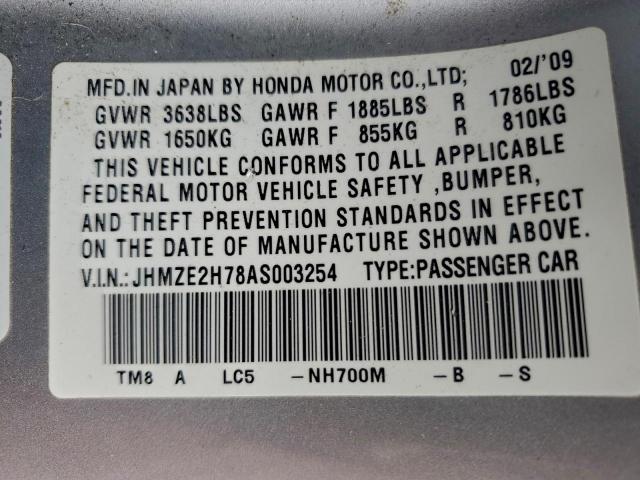 MFD.IN JAPAN BY HONDA MOTOR CO.,LTD; 02/'09
GVWR 3638LBS GAWR F 1885LBS R 1786LBS
GVWR 1650KG GAWR F 855KG R 810KG
THIS VEHICLE CONFORMS TO ALL APPLICABLE
FEDERAL MOTOR VEHICLE SAFETY ,BUMPER,
AND THEFT PREVENTION STANDARDS IN EFFECT
ON THE DATE OF MANUFACTURE SHOWN ABOVE.
V.I.N.:JHMZE2H78AS003254 TYPE:PASSENGER CAR
TM8 A LC5 -NH700M -B -S